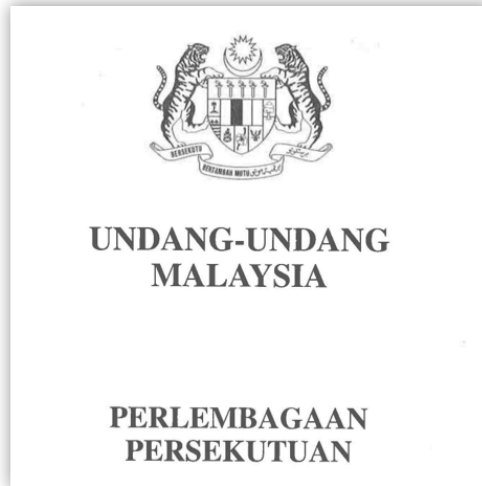 BERSEKUTU
BERTAMBAH MUTU
UNDANG-UNDANG
MALAYSIA
PERLEMBAGAAN
PERSEKUTUAN